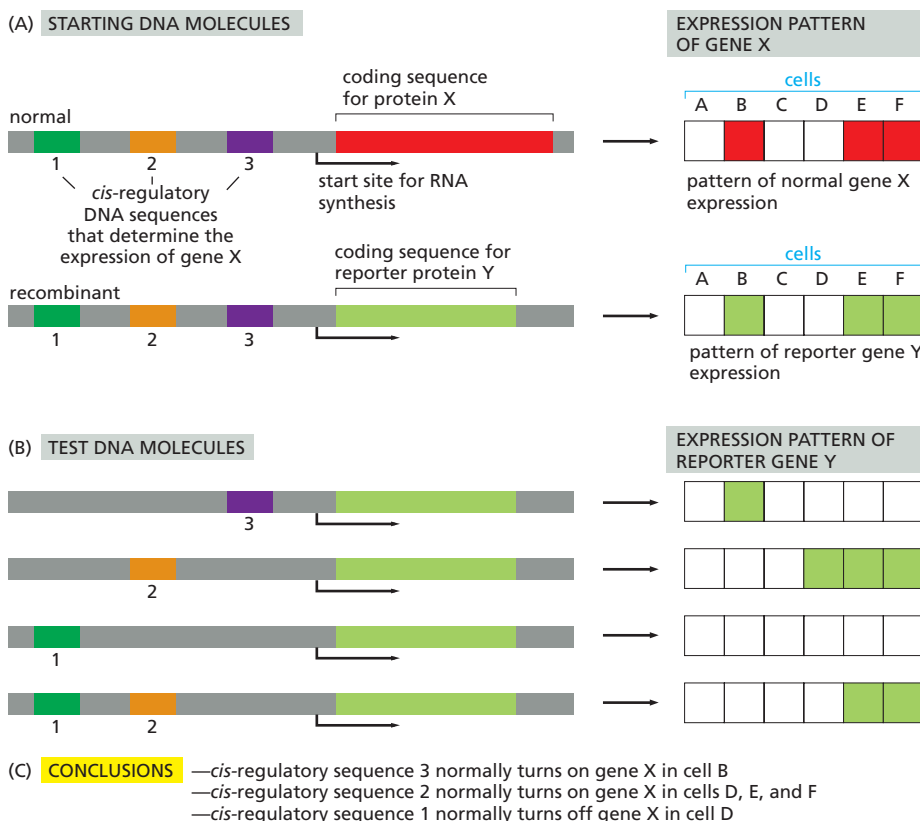 (A) STARTING DNA MOLECULES
EXPRESSION PATTERN
OF GENE X
coding sequence
for protein X
cells
A B C D E F
normal
1 2 3
cis-regulatory
DNA sequences
that determine the
expression of gene X
start site for RNA
synthesis
pattern of normal gene X
expression
coding sequence for
reporter protein Y
cells
A B C D E F
recombinant
1 2 3
pattern of reporter gene Y
expression
(B) TEST DNA MOLECULES
EXPRESSION PATTERN OF
REPORTER GENE Y
3
2
1
1 2
(C) CONCLUSIONS —cis-regulatory sequence 3 normally turns on gene X in cell B
—cis-regulatory sequence 2 normally turns on gene X in cells D, E, and F
—cis-regulatory sequence 1 normally turns off gene X in cell D